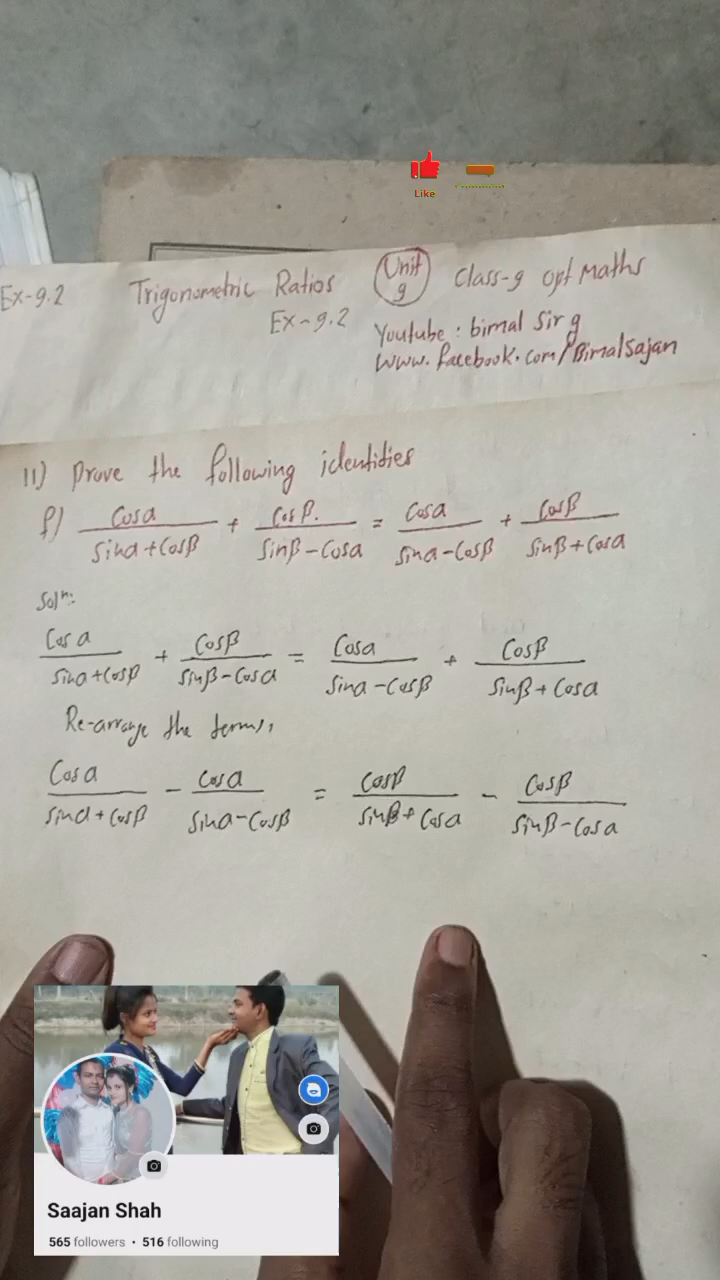 Like
Ex-9.2 Trigonometric Ratios Unit 9 Class-9 opt Maths
Ex-9.2 Youtube : bimal sir g
www.facebook.com/Bimalsajan
11) prove the following identities
f) Cosα/(Sinα+Cosβ) + Cosβ/(Sinβ-Cosα) = Cosα/(Sinα-Cosβ) + Cosβ/(Sinβ+Cosα)
Solⁿ:
Cosα/(Sinα+Cosβ) + Cosβ/(Sinβ-Cosα) = Cosα/(Sinα-Cosβ) + Cosβ/(Sinβ+Cosα)
Re-arrange the terms,
Cosα/(Sinα+Cosβ) - Cosα/(Sinα-Cosβ) = Cosβ/(Sinβ+Cosα) - Cosβ/(Sinβ-Cosα)
Saajan Shah
565 followers • 516 following